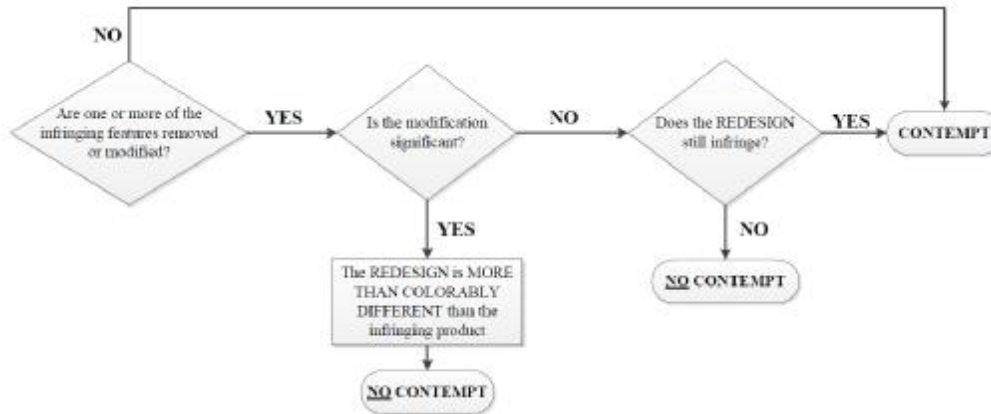 NO
Are one or more of the
infringing features removed
or modified?
YES
Is the modification
significant?
NO
Does the REDESIGN
still infringe?
YES
CONTEMPT
YES
NO
The REDESIGN is MORE
THAN COLORABLY
DIFFERENT than the
infringing product
NO CONTEMPT
NO CONTEMPT